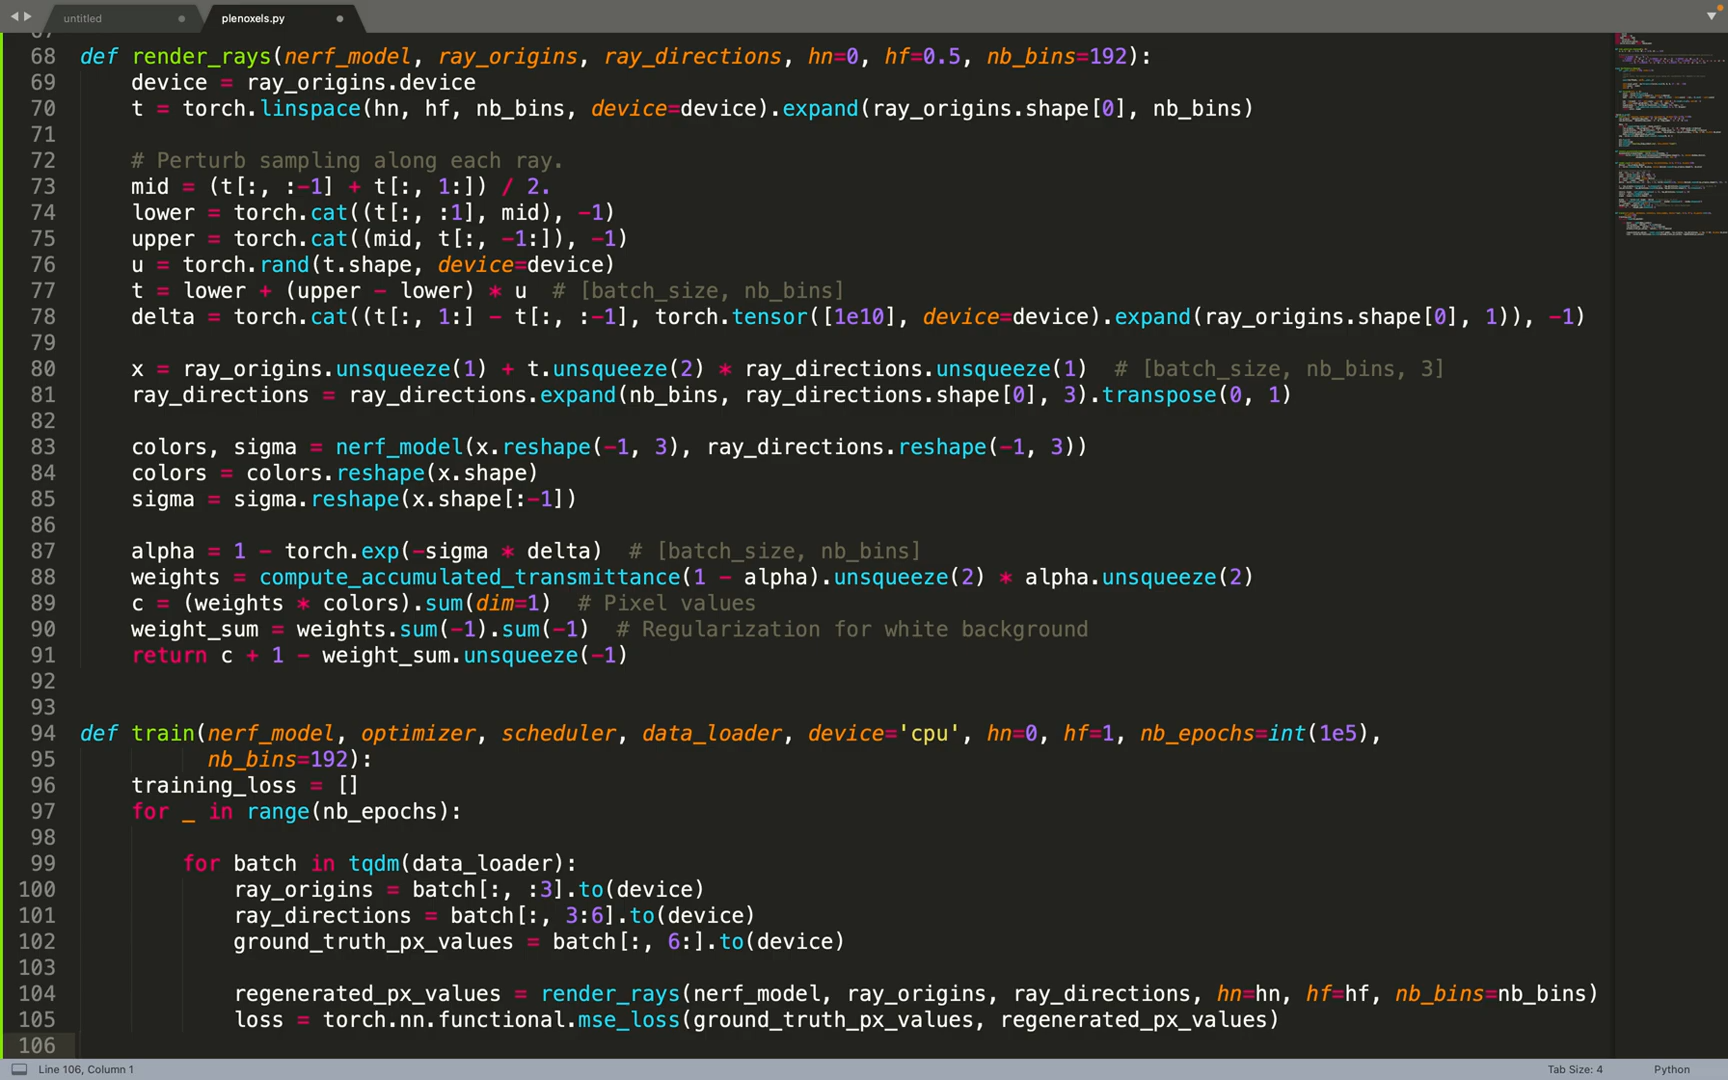 untitled
plenoxels.py
68 def render_rays(nerf_model, ray_origins, ray_directions, hn=0, hf=0.5, nb_bins=192):
69     device = ray_origins.device
70     t = torch.linspace(hn, hf, nb_bins, device=device).expand(ray_origins.shape[0], nb_bins)
71
72     # Perturb sampling along each ray.
73     mid = (t[:, :-1] + t[:, 1:]) / 2.
74     lower = torch.cat((t[:, :1], mid), -1)
75     upper = torch.cat((mid, t[:, -1:]), -1)
76     u = torch.rand(t.shape, device=device)
77     t = lower + (upper - lower) * u  # [batch_size, nb_bins]
78     delta = torch.cat((t[:, 1:] - t[:, :-1], torch.tensor([1e10], device=device).expand(ray_origins.shape[0], 1)), -1)
79
80     x = ray_origins.unsqueeze(1) + t.unsqueeze(2) * ray_directions.unsqueeze(1)  # [batch_size, nb_bins, 3]
81     ray_directions = ray_directions.expand(nb_bins, ray_directions.shape[0], 3).transpose(0, 1)
82
83     colors, sigma = nerf_model(x.reshape(-1, 3), ray_directions.reshape(-1, 3))
84     colors = colors.reshape(x.shape)
85     sigma = sigma.reshape(x.shape[:-1])
86
87     alpha = 1 - torch.exp(-sigma * delta)  # [batch_size, nb_bins]
88     weights = compute_accumulated_transmittance(1 - alpha).unsqueeze(2) * alpha.unsqueeze(2)
89     c = (weights * colors).sum(dim=1)  # Pixel values
90     weight_sum = weights.sum(-1).sum(-1)  # Regularization for white background
91     return c + 1 - weight_sum.unsqueeze(-1)
92
93
94 def train(nerf_model, optimizer, scheduler, data_loader, device='cpu', hn=0, hf=1, nb_epochs=int(1e5),
95           nb_bins=192):
96     training_loss = []
97     for _ in range(nb_epochs):
98
99         for batch in tqdm(data_loader):
100             ray_origins = batch[:, :3].to(device)
101             ray_directions = batch[:, 3:6].to(device)
102             ground_truth_px_values = batch[:, 6:].to(device)
103
104             regenerated_px_values = render_rays(nerf_model, ray_origins, ray_directions, hn=hn, hf=hf, nb_bins=nb_bins)
105             loss = torch.nn.functional.mse_loss(ground_truth_px_values, regenerated_px_values)
106
Line 106, Column 1
Tab Size: 4
Python